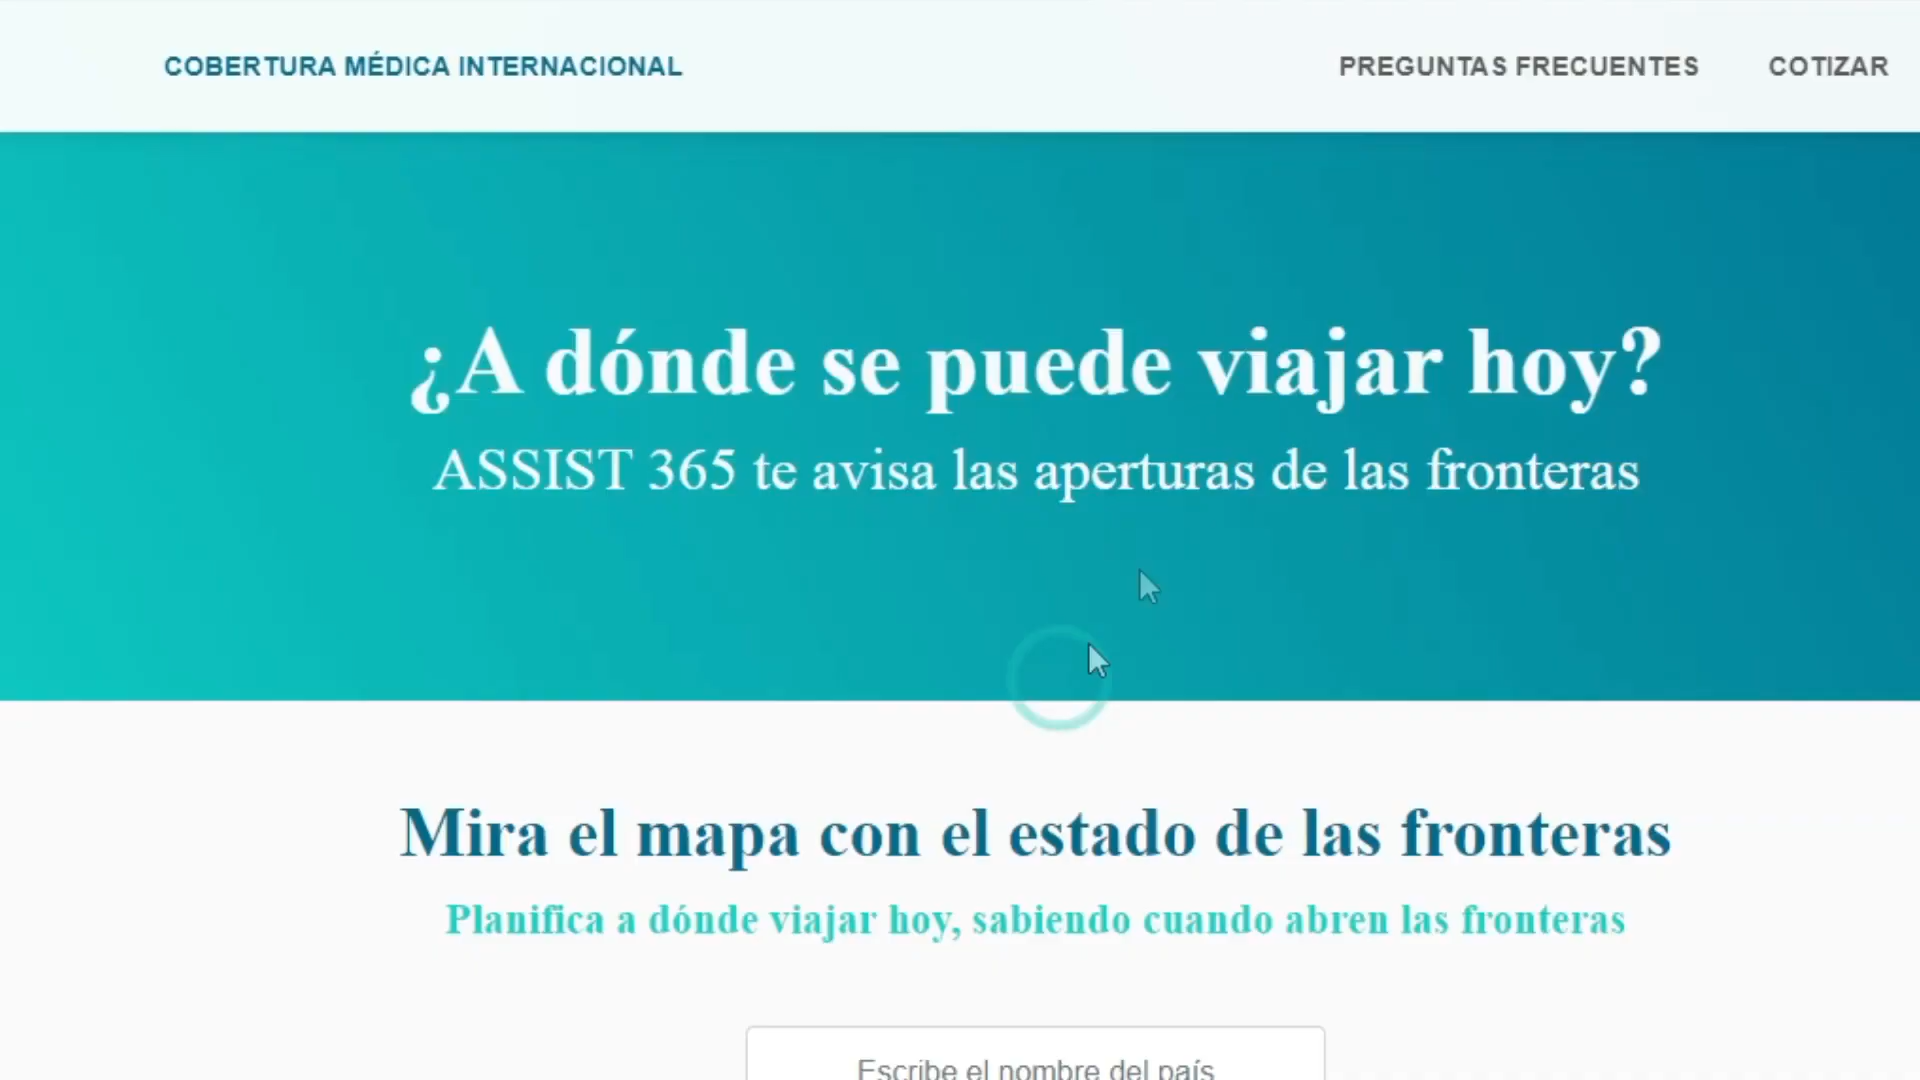 COBERTURA MÉDICA INTERNACIONAL
PREGUNTAS FRECUENTES
COTIZAR
¿A dónde se puede viajar hoy?
ASSIST 365 te avisa las aperturas de las fronteras
Mira el mapa con el estado de las fronteras
Planifica a dónde viajar hoy, sabiendo cuando abren las fronteras
Escribe el nombre del país